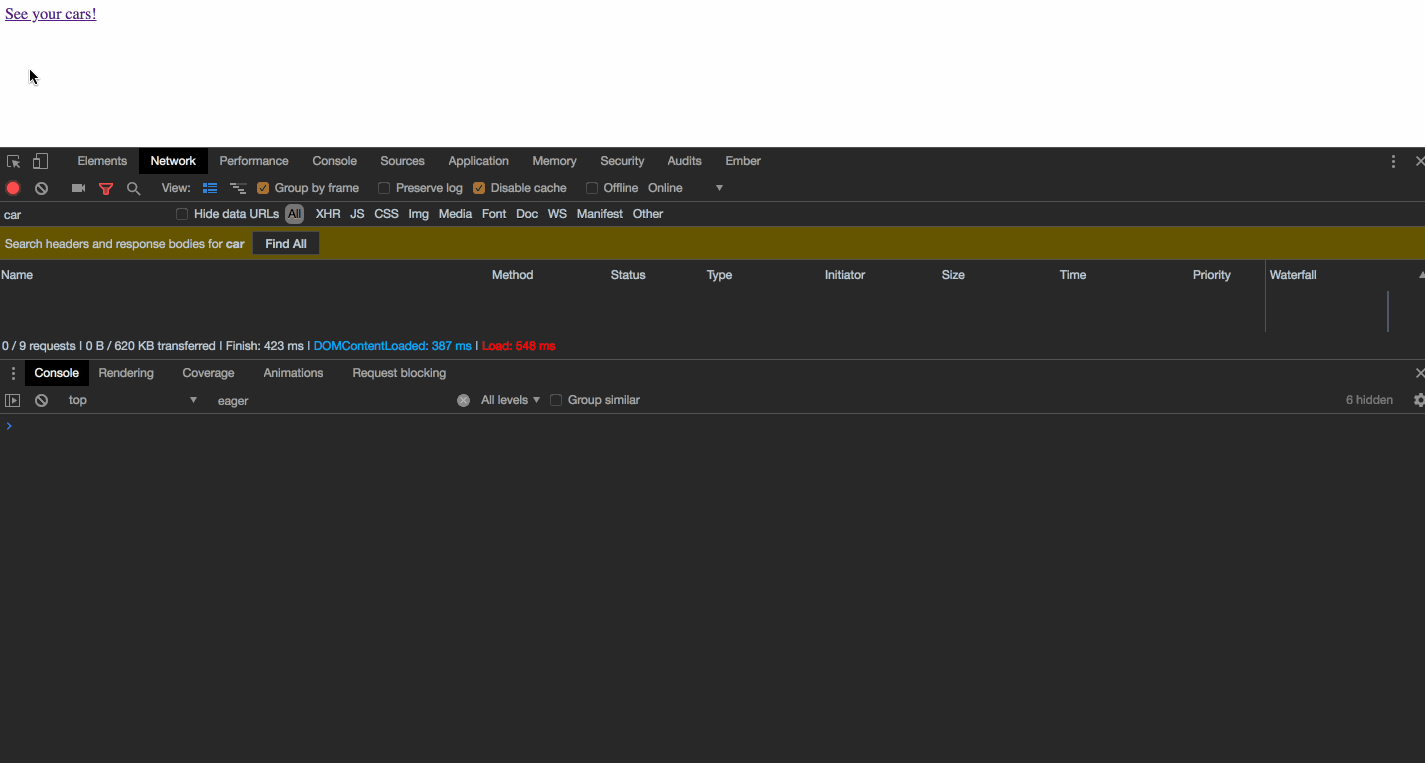 See your cars!
Elements Network Performance Console Sources Application Memory Security Audits Ember
View: Group by frame Preserve log Disable cache Offline Online
car Hide data URLs All XHR JS CSS Img Media Font Doc WS Manifest Other
Search headers and response bodies for car Find All
Name Method Status Type Initiator Size Time Priority Waterfall
0 / 9 requests | 0 B / 620 KB transferred | Finish: 423 ms | DOMContentLoaded: 387 ms | Load: 548 ms
Console Rendering Coverage Animations Request blocking
top eager All levels Group similar 6 hidden